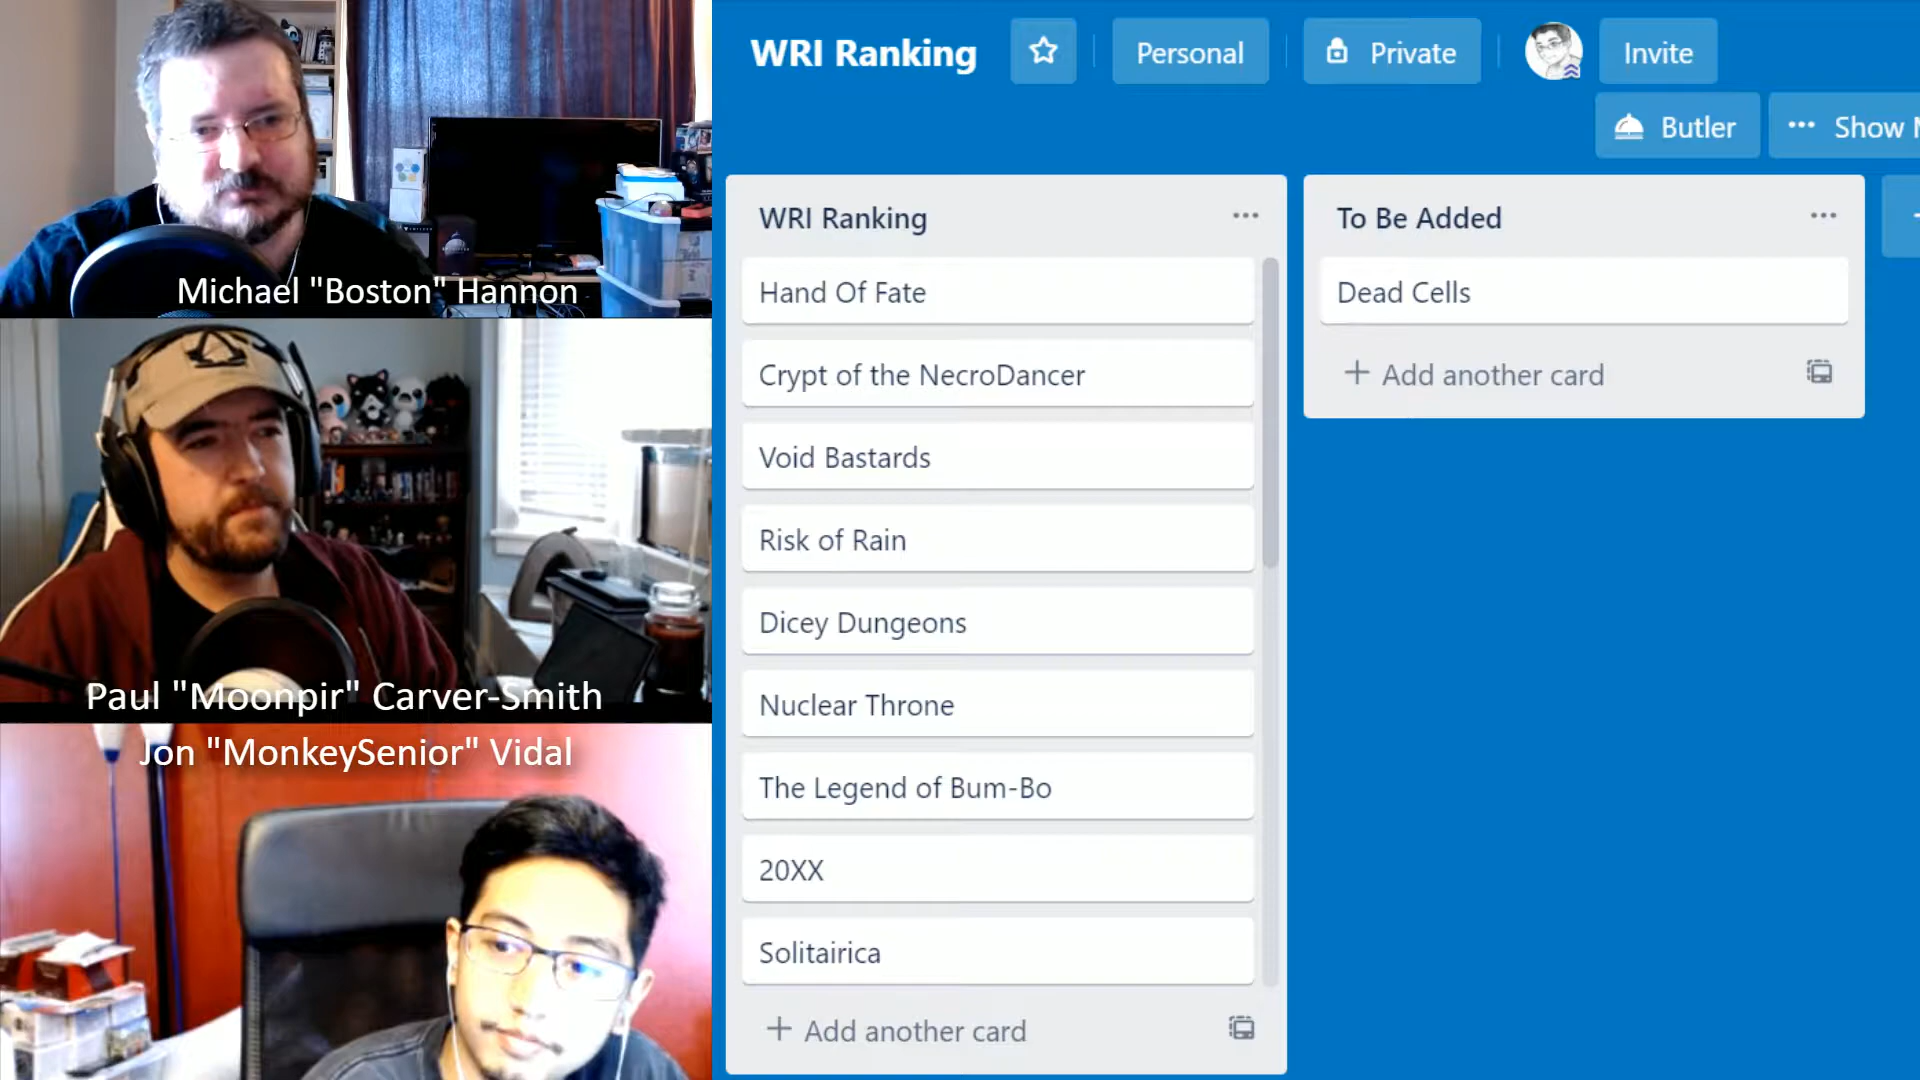 Michael "Boston" Hannon
Paul "Moonpir" Carver-Smith
Jon "MonkeySenior" Vidal
WRI Ranking
Personal
Private
Invite
Butler
Show
WRI Ranking
Hand Of Fate
Crypt of the NecroDancer
Void Bastards
Risk of Rain
Dicey Dungeons
Nuclear Throne
The Legend of Bum-Bo
20XX
Solitairica
Add another card
To Be Added
Dead Cells
Add another card